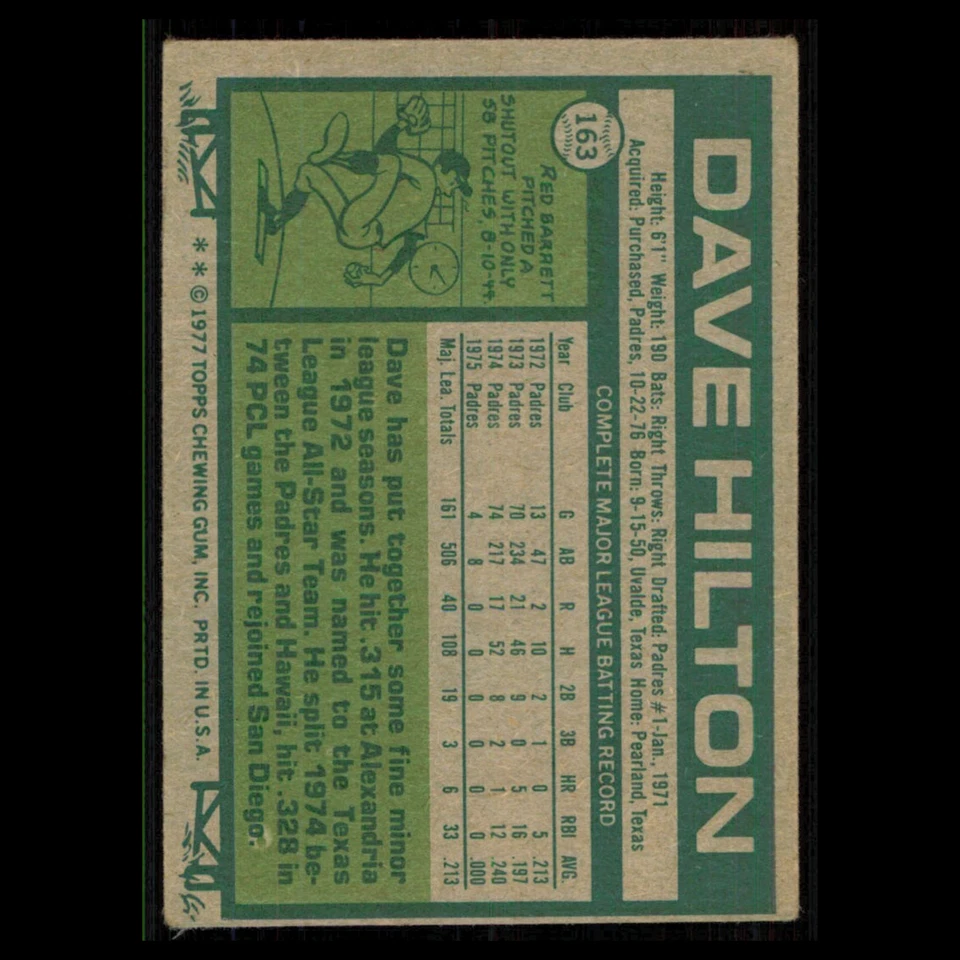 DAVE HILTON
163
Height: 6'1" Weight: 190 Bats: Right Throws: Right Drafted: Padres #1-Jan., 1971
Acquired: Purchased, Padres, 10-22-76 Born: 9-15-50, Uvalde, Texas Home: Pearland, Texas
COMPLETE MAJOR LEAGUE BATTING RECORD
Year Club G AB R H 2B 3B HR RBI AVG.
1972 Padres 13 47 2 10 2 1 0 5 .213
1973 Padres 70 234 21 46 9 0 5 16 .197
1974 Padres 74 217 17 52 8 2 1 12 .240
1975 Padres 4 8 0 0 0 0 0 0 .000
Maj. Lea. Totals 161 506 40 108 19 3 6 33 .213
RED BARRETT
PITCHED A
SHUTOUT WITH ONLY
58 PITCHES, 8-10-44.
Dave has put together some fine minor
league seasons. He hit .315 at Alexandria
in 1972 and was named to the Texas
League All-Star Team. He split 1974 be-
tween the Padres and Hawaii, hit .328 in
74 PCL games and rejoined San Diego.
* * © 1977 TOPPS CHEWING GUM, INC. PRTD. IN U.S.A.